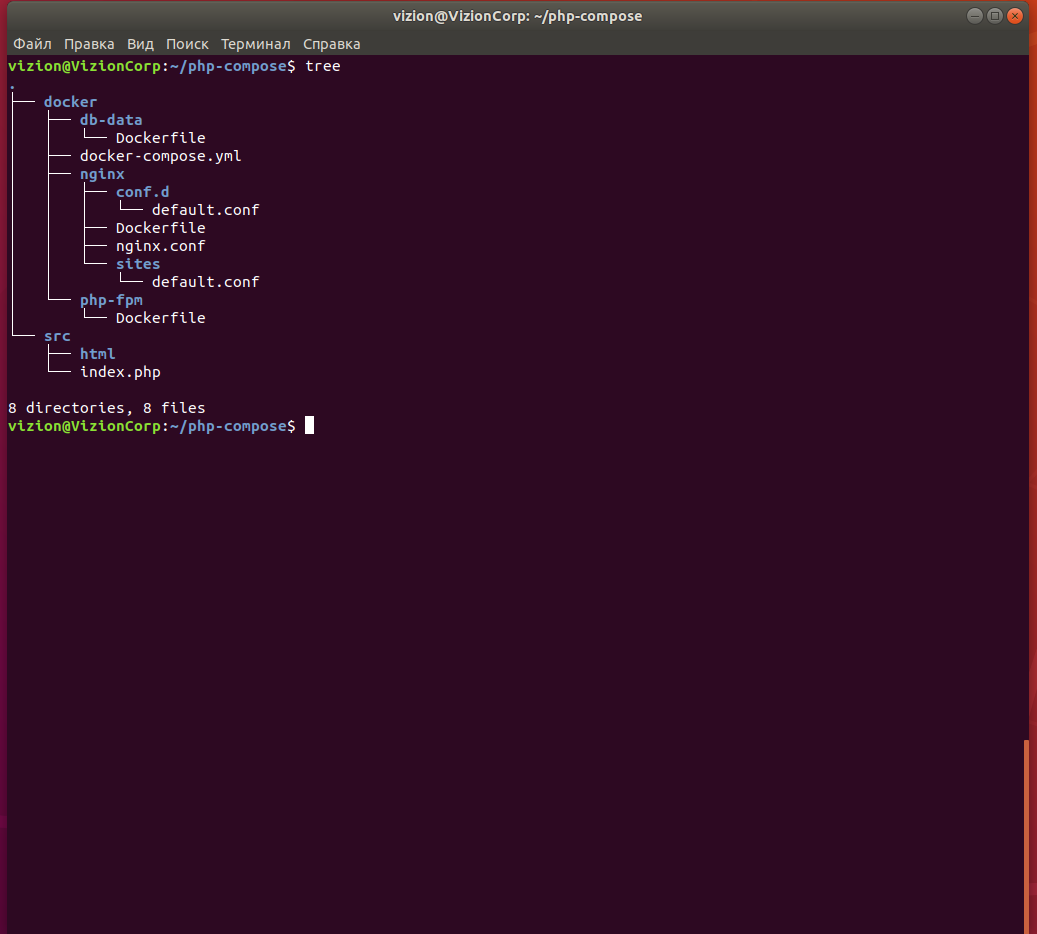 vizion@VizionCorp: ~/php-compose
Файл Правка Вид Поиск Терминал Справка
vizion@VizionCorp:~/php-compose$ tree
.
├── docker
│   ├── db-data
│   │   └── Dockerfile
│   ├── docker-compose.yml
│   ├── nginx
│   │   ├── conf.d
│   │   │   └── default.conf
│   │   ├── Dockerfile
│   │   ├── nginx.conf
│   │   └── sites
│   │       └── default.conf
│   └── php-fpm
│       └── Dockerfile
└── src
    ├── html
    └── index.php
8 directories, 8 files
vizion@VizionCorp:~/php-compose$